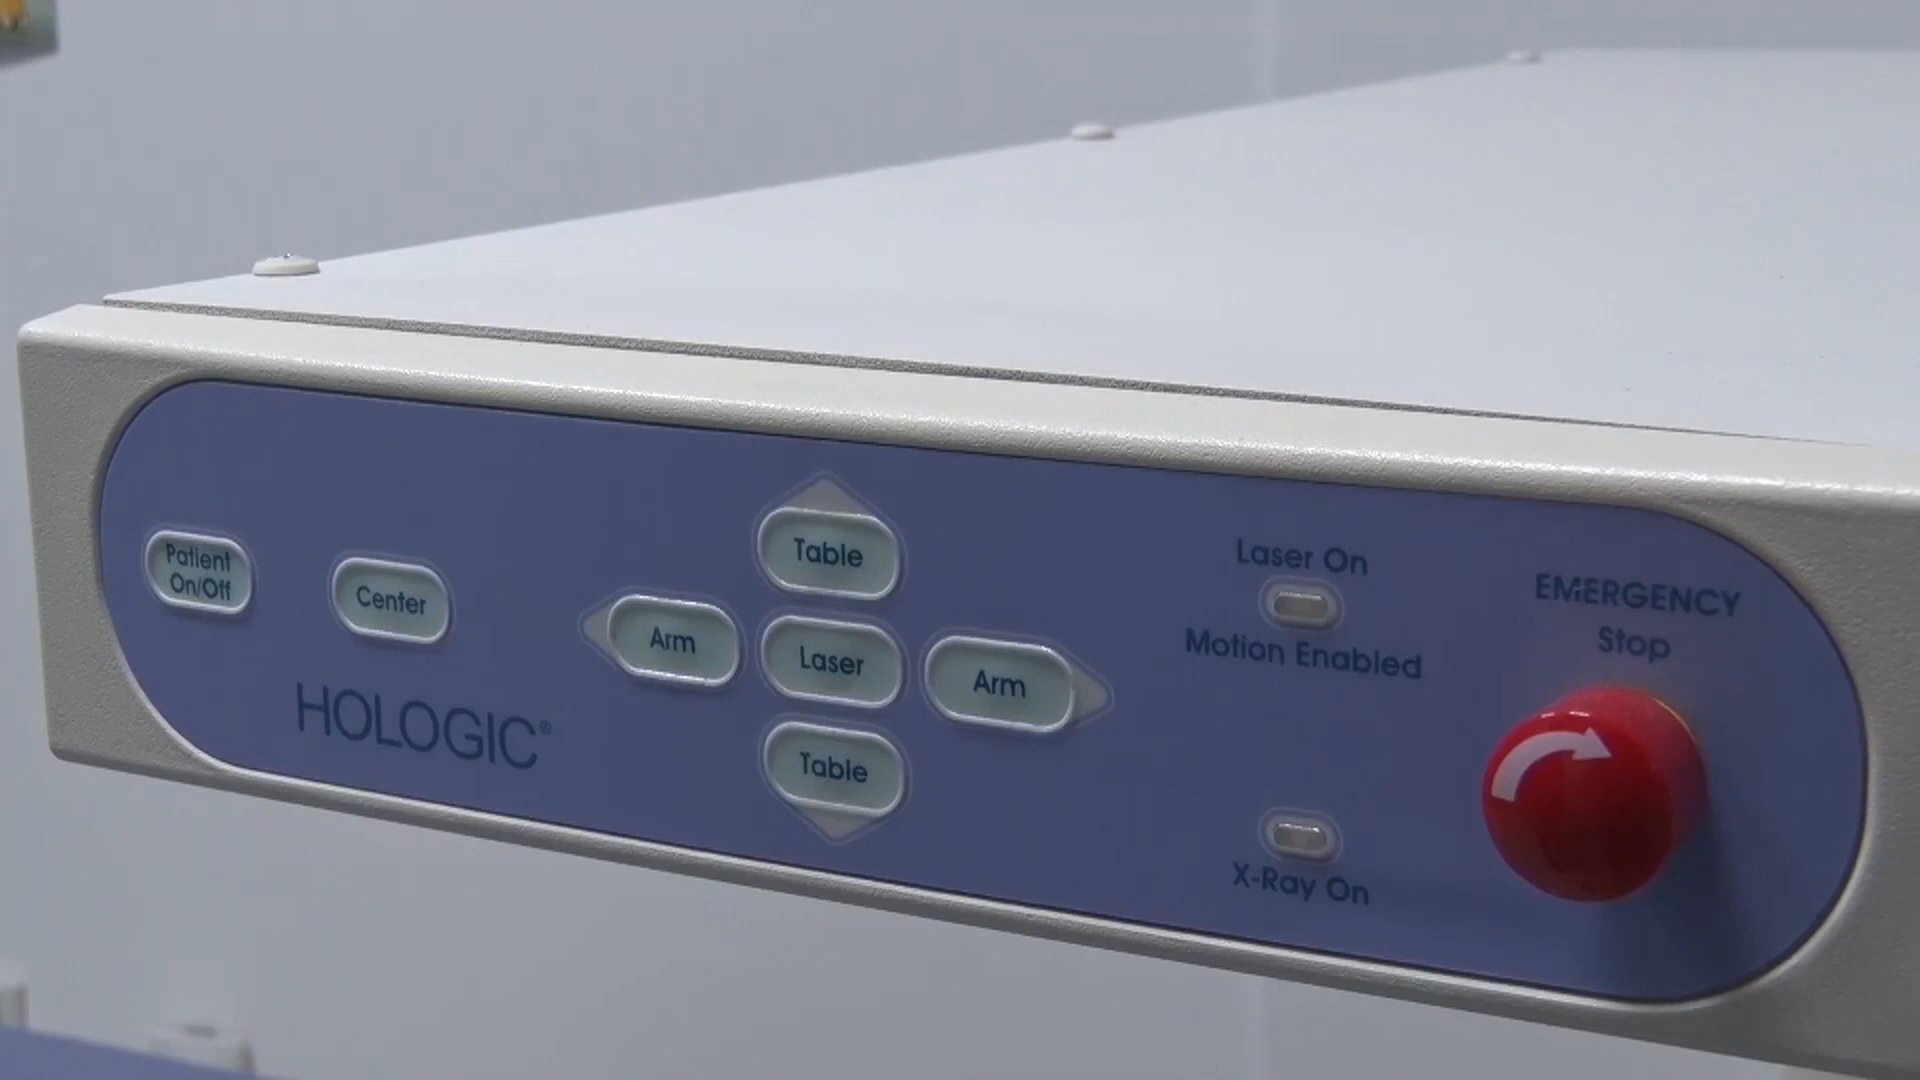 Patient
On/Off
Center
HOLOGIC®
Table
Arm
Laser
Arm
Table
Laser On
Motion Enabled
X-Ray On
EMERGENCY
Stop